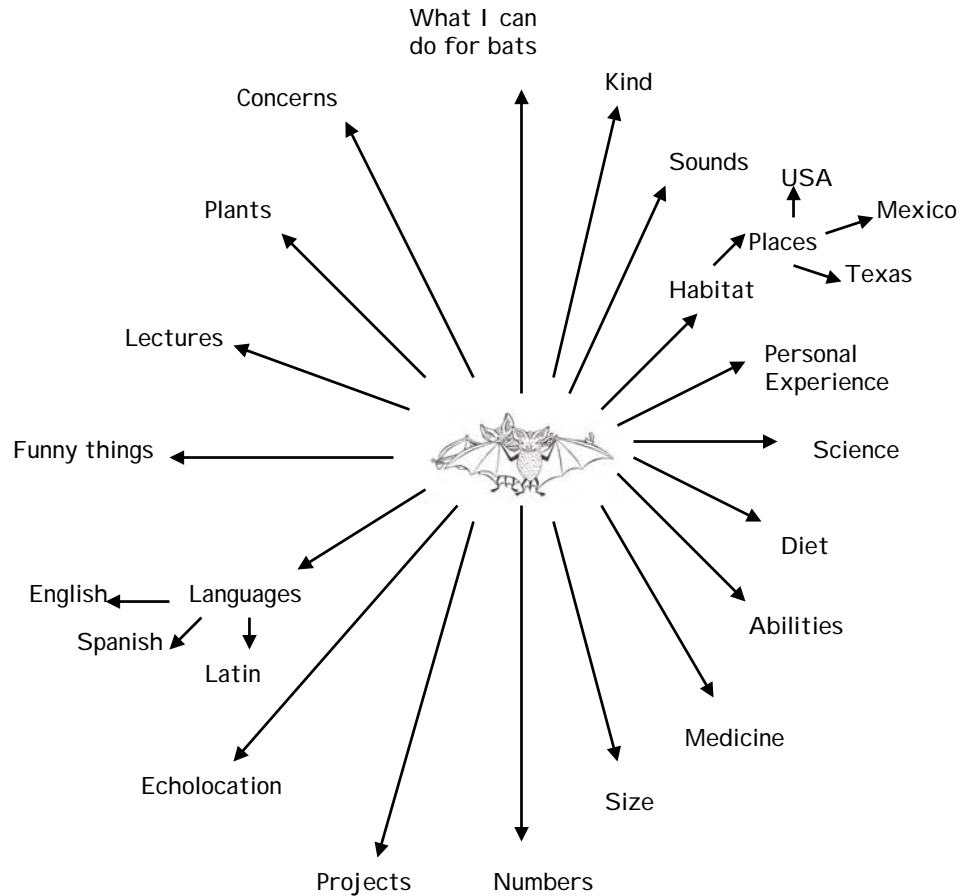 What I can
do for bats
Kind
Concerns
Sounds
USA
Mexico
Plants
Places
Texas
Habitat
Lectures
Personal
Experience
Funny things
Science
Diet
English
Languages
Abilities
Spanish
Latin
Medicine
Echolocation
Size
Projects
Numbers